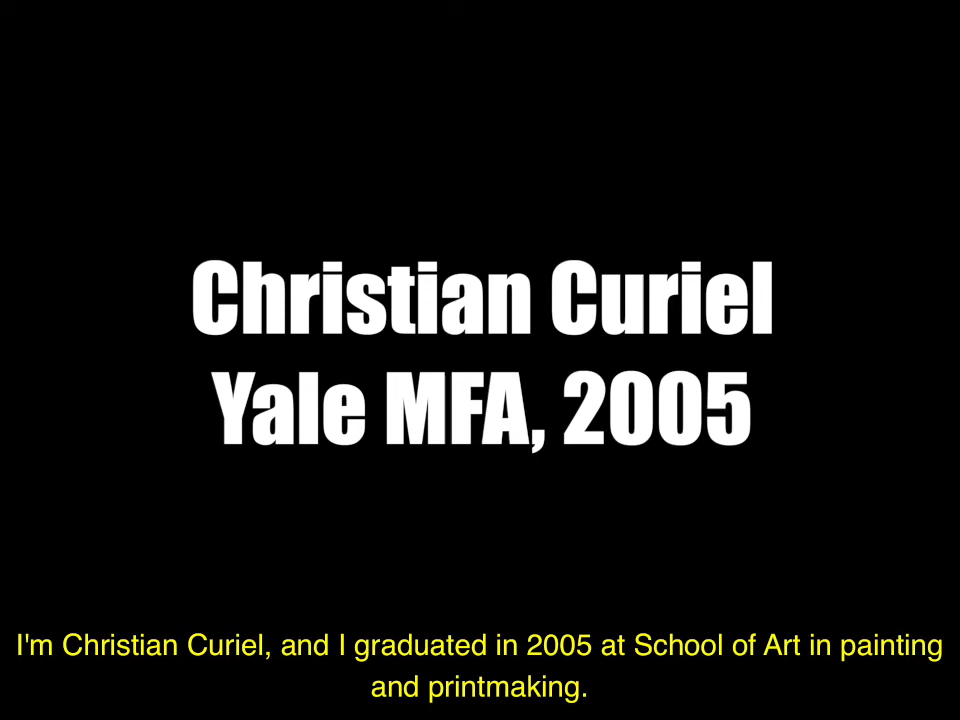 Christian Curiel
Yale MFA, 2005
I'm Christian Curiel, and I graduated in 2005 at School of Art in painting
and printmaking.